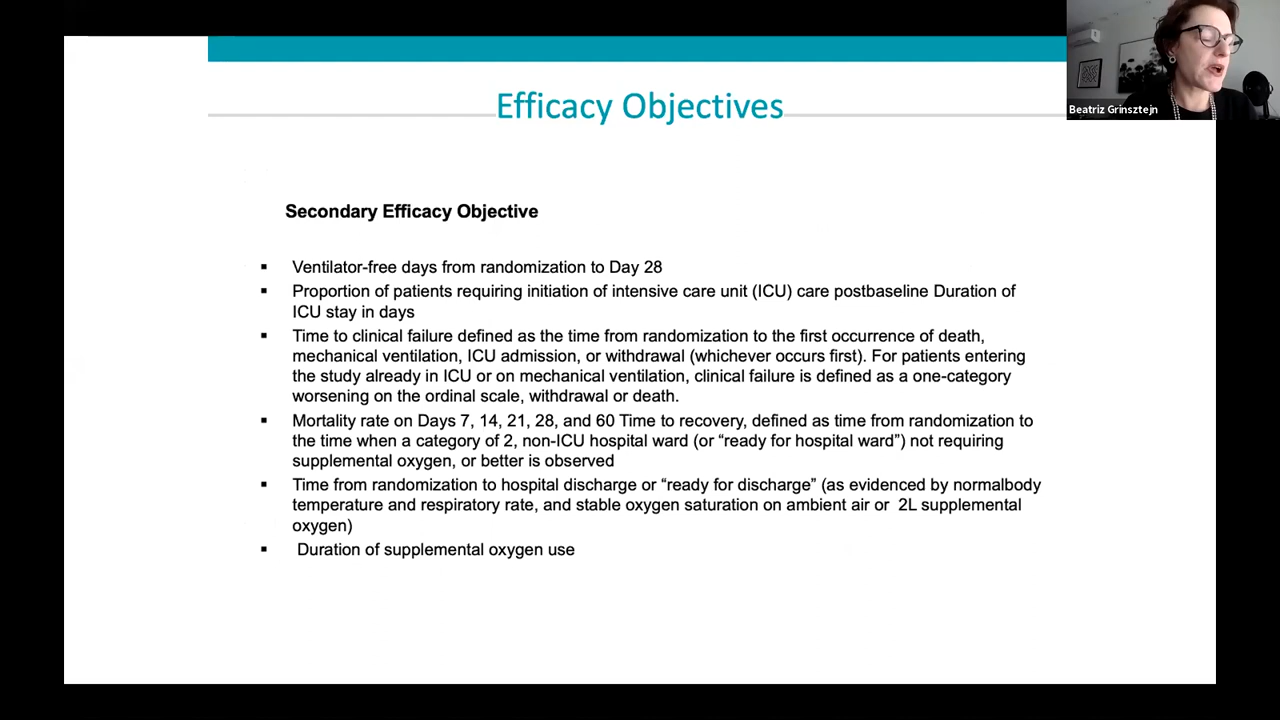 Efficacy Objectives
Beatriz Grinsztejn
Secondary Efficacy Objective
▪ Ventilator-free days from randomization to Day 28
▪ Proportion of patients requiring initiation of intensive care unit (ICU) care postbaseline Duration of
ICU stay in days
▪ Time to clinical failure defined as the time from randomization to the first occurrence of death,
mechanical ventilation, ICU admission, or withdrawal (whichever occurs first). For patients entering
the study already in ICU or on mechanical ventilation, clinical failure is defined as a one-category
worsening on the ordinal scale, withdrawal or death.
▪ Mortality rate on Days 7, 14, 21, 28, and 60 Time to recovery, defined as time from randomization to
the time when a category of 2, non-ICU hospital ward (or “ready for hospital ward”) not requiring
supplemental oxygen, or better is observed
▪ Time from randomization to hospital discharge or “ready for discharge” (as evidenced by normalbody
temperature and respiratory rate, and stable oxygen saturation on ambient air or 2L supplemental
oxygen)
▪ Duration of supplemental oxygen use